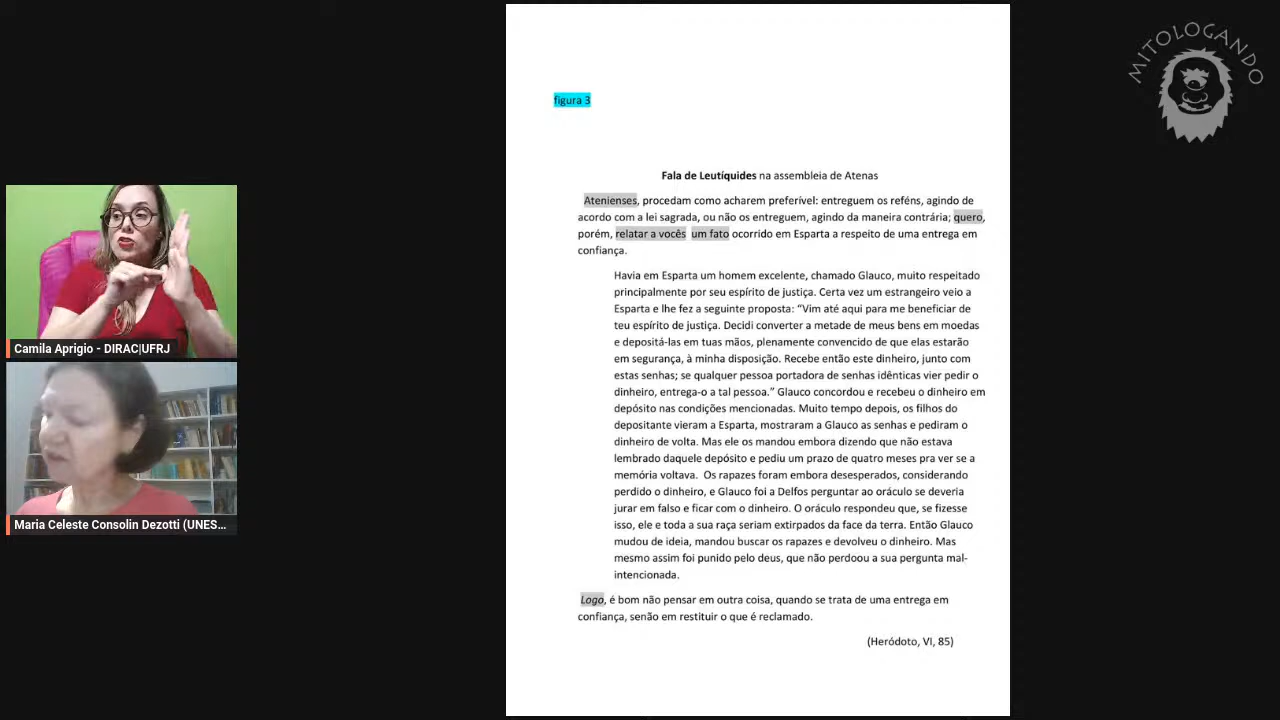 MITOLOGANDO
figura 3
Fala de Leutíquides na assembleia de Atenas
Atenienses, procedam como acharem preferível: entreguem os reféns, agindo de
acordo com a lei sagrada, ou não os entreguem, agindo da maneira contrária; quero,
porém, relatar a vocês um fato ocorrido em Esparta a respeito de uma entrega em
confiança.
Havia em Esparta um homem excelente, chamado Glauco, muito respeitado
principalmente por seu espírito de justiça. Certa vez um estrangeiro veio a
Esparta e lhe fez a seguinte proposta: “Vim até aqui para me beneficiar de
teu espírito de justiça. Decidi converter a metade de meus bens em moedas
e depositá-las em tuas mãos, plenamente convencido de que elas estarão
em segurança, à minha disposição. Recebe então este dinheiro, junto com
estas senhas; se qualquer pessoa portadora de senhas idênticas vier pedir o
dinheiro, entrega-o a tal pessoa.” Glauco concordou e recebeu o dinheiro em
depósito nas condições mencionadas. Muito tempo depois, os filhos do
depositante vieram a Esparta, mostraram a Glauco as senhas e pediram o
dinheiro de volta. Mas ele os mandou embora dizendo que não estava
lembrado daquele depósito e pediu um prazo de quatro meses pra ver se a
memória voltava. Os rapazes foram embora desesperados, considerando
perdido o dinheiro, e Glauco foi a Delfos perguntar ao oráculo se deveria
jurar em falso e ficar com o dinheiro. O oráculo respondeu que, se fizesse
isso, ele e toda a sua raça seriam extirpados da face da terra. Então Glauco
mudou de ideia, mandou buscar os rapazes e devolveu o dinheiro. Mas
mesmo assim foi punido pelo deus, que não perdoou a sua pergunta mal-
intencionada.
Logo, é bom não pensar em outra coisa, quando se trata de uma entrega em
confiança, senão em restituir o que é reclamado.
(Heródoto, VI, 85)
Camila Aprigio - DIRAC|UFRJ
Maria Celeste Consolin Dezotti (UNES...